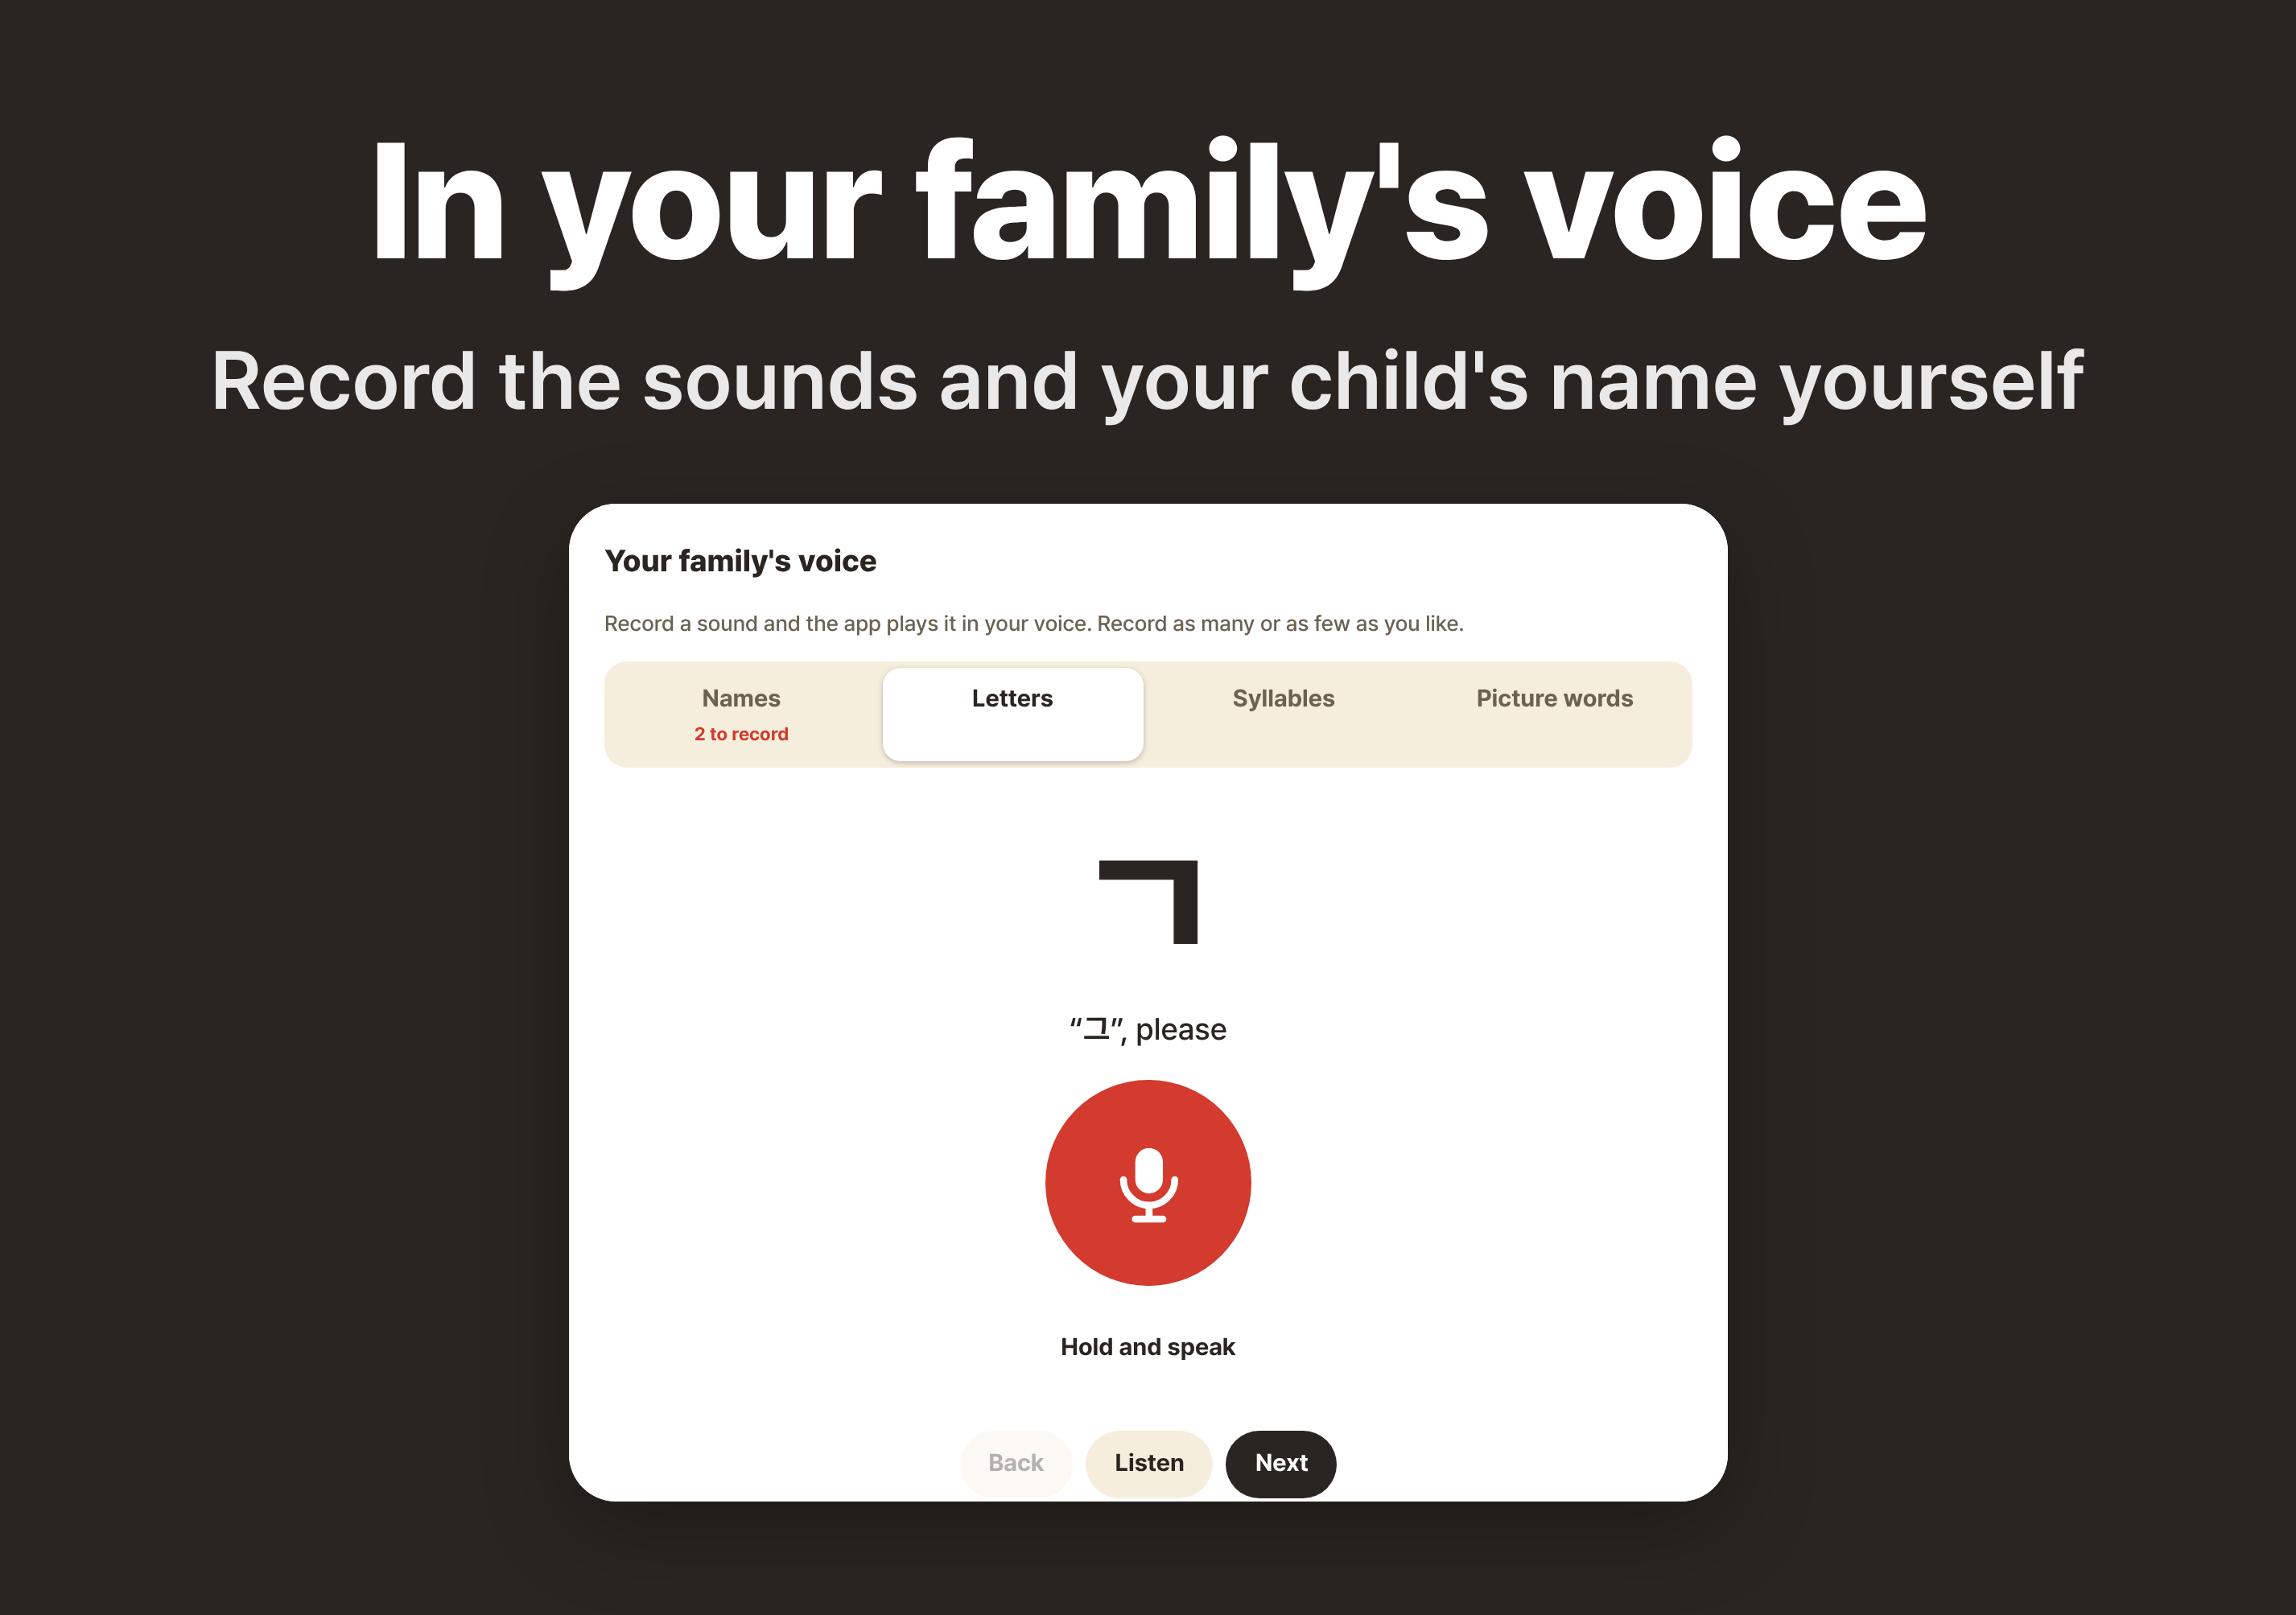 In your family's voice
Record the sounds and your child's name yourself
Your family's voice
Record a sound and the app plays it in your voice. Record as many or as few as you like.
Names Letters Syllables Picture words
2 to record
ㄱ
“그”, please
Hold and speak
Back Listen Next